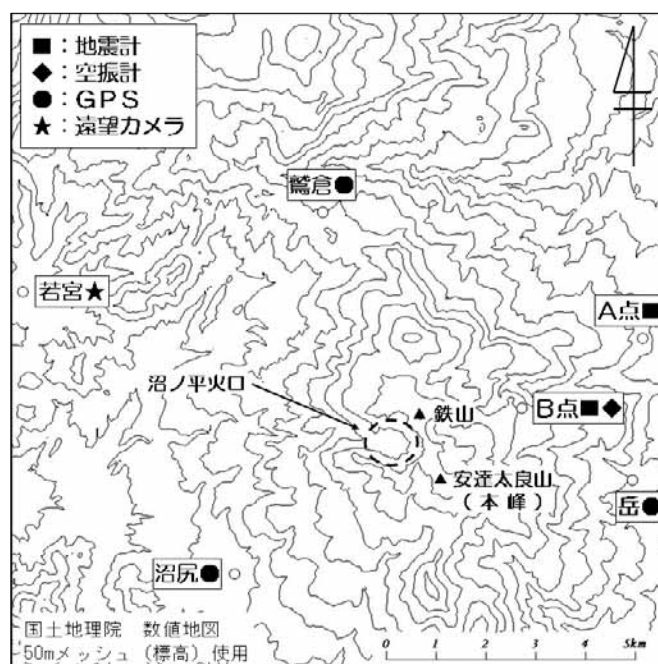 ■：地震計
◆：空振計
●：GPS
★：遠望カメラ
鷲倉●
若宮★
A点■
沼ノ平火口
▲鉄山
B点■◆
▲安達太良山
（本峰）
岳●
沼尻●
国土地理院　数値地図
50mメッシュ（標高）使用
0 1 2 3 4 5km